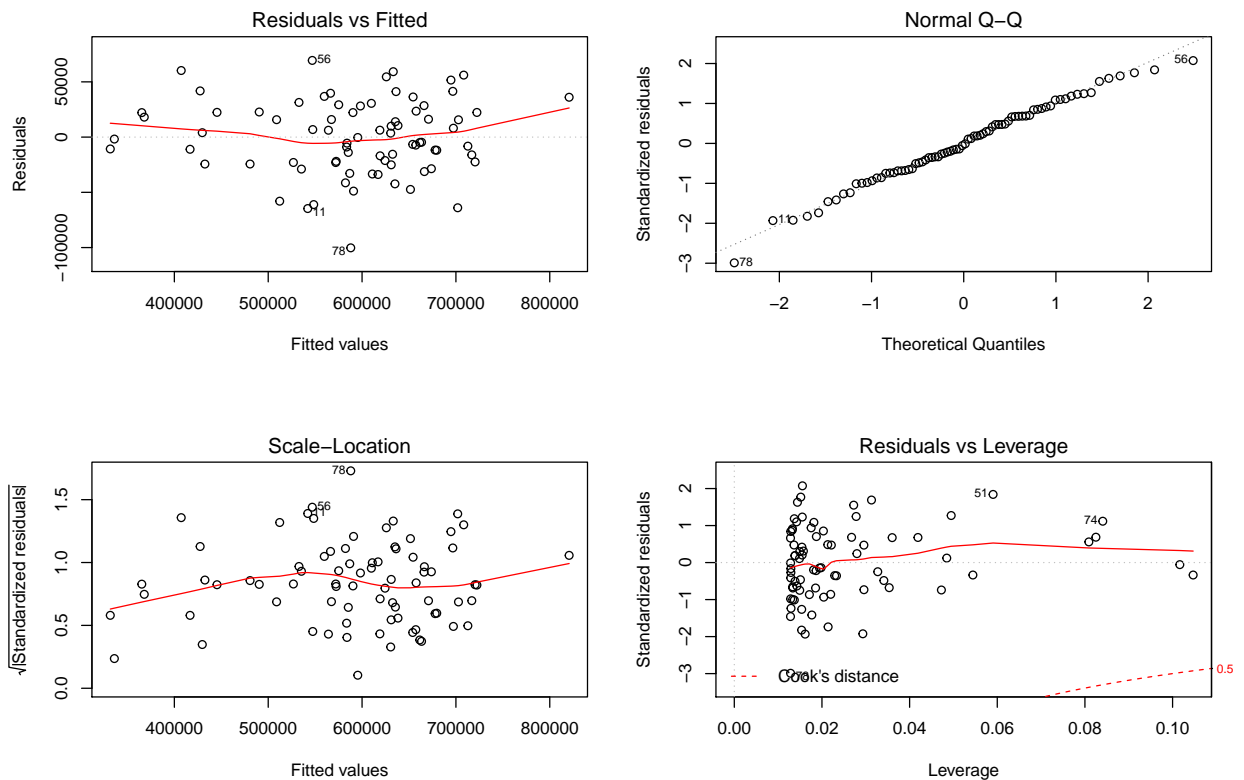 Residuals vs Fitted
Residuals
50000
0
−100000
56
11
78
400000 500000 600000 700000 800000
Fitted values
Normal Q−Q
Standardized residuals
2
1
0
−1
−2
−3
56
11
78
−2 −1 0 1 2
Theoretical Quantiles
Scale−Location
√|Standardized residuals|
1.5
1.0
0.5
0.0
78
56
11
400000 500000 600000 700000 800000
Fitted values
Residuals vs Leverage
Standardized residuals
2
1
0
−1
−2
−3
51
74
Cook's distance
0.5
0.00 0.02 0.04 0.06 0.08 0.10
Leverage